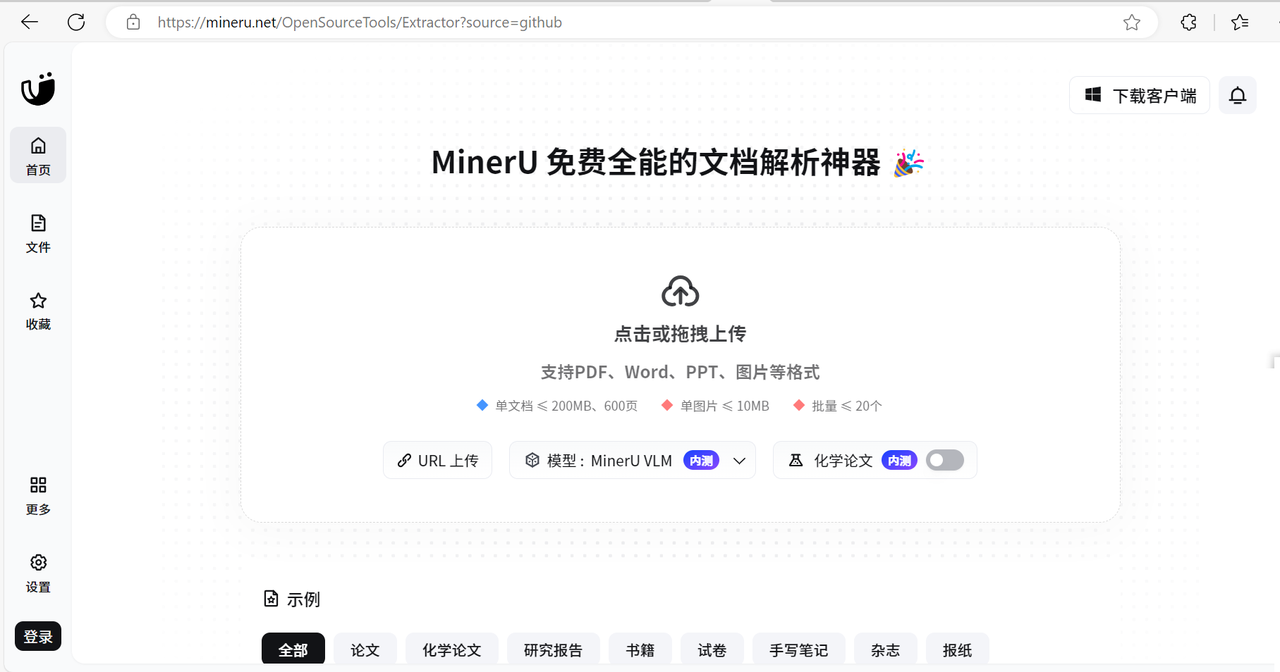 https://mineru.net/OpenSourceTools/Extractor?source=github
下载客户端
首页
文件
收藏
更多
设置
登录
MinerU 免费全能的文档解析神器 🎉
点击或拖拽上传
支持PDF、Word、PPT、图片等格式
单文档 ≤ 200MB、600页 单图片 ≤ 10MB 批量 ≤ 20个
URL 上传 模型：MinerU VLM 内测 化学论文 内测
示例
全部 论文 化学论文 研究报告 书籍 试卷 手写笔记 杂志 报纸